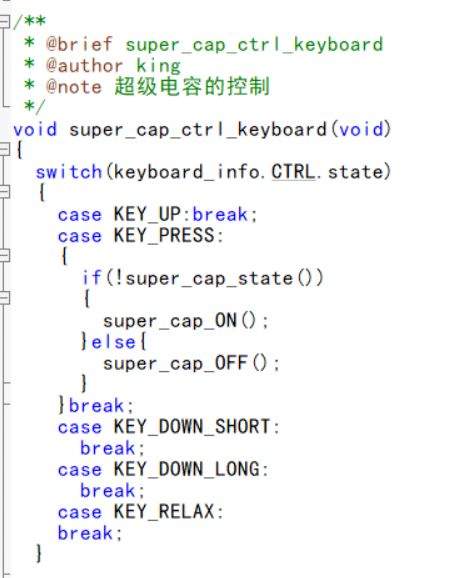 /**
 * @brief super_cap_ctrl_keyboard
 * @author king
 * @note 超级电容的控制
 */
void super_cap_ctrl_keyboard(void)
{
  switch(keyboard_info.CTRL.state)
  {
    case KEY_UP:break;
    case KEY_PRESS:
    {
      if(!super_cap_state())
      {
        super_cap_ON();
      }else{
        super_cap_OFF();
      }
    }break;
    case KEY_DOWN_SHORT:
      break;
    case KEY_DOWN_LONG:
      break;
    case KEY_RELAX:
    break;
  }